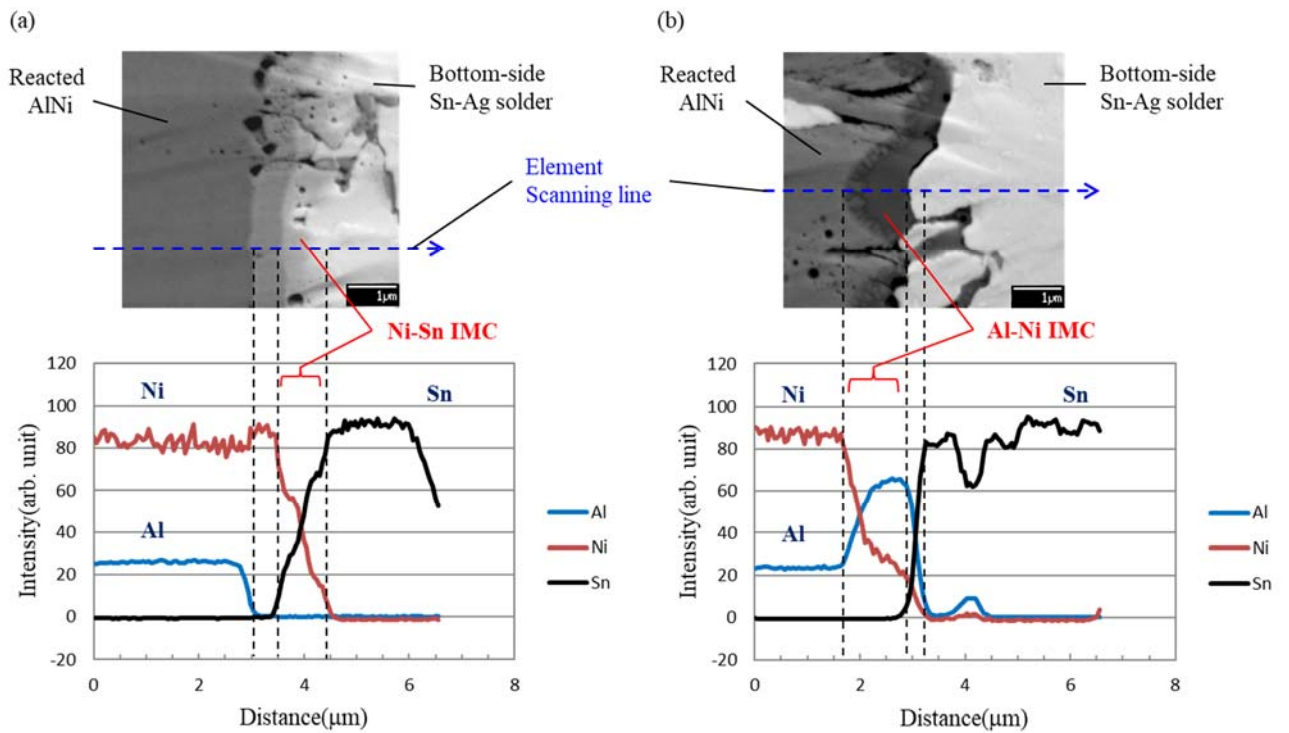 (a)
(b)
Reacted
AlNi
Bottom-side
Sn-Ag solder
Reacted
AlNi
Bottom-side
Sn-Ag solder
Element
Scanning line
1μm
1μm
Ni-Sn IMC
Al-Ni IMC
120
100
80
60
40
20
0
-20
Intensity(arb. unit)
Ni
Sn
Al
Al
Ni
Sn
0
2
4
6
8
Distance(μm)
120
100
80
60
40
20
0
-20
Intensity(arb. unit)
Ni
Sn
Al
Al
Ni
Sn
0
2
4
6
8
Distance(μm)